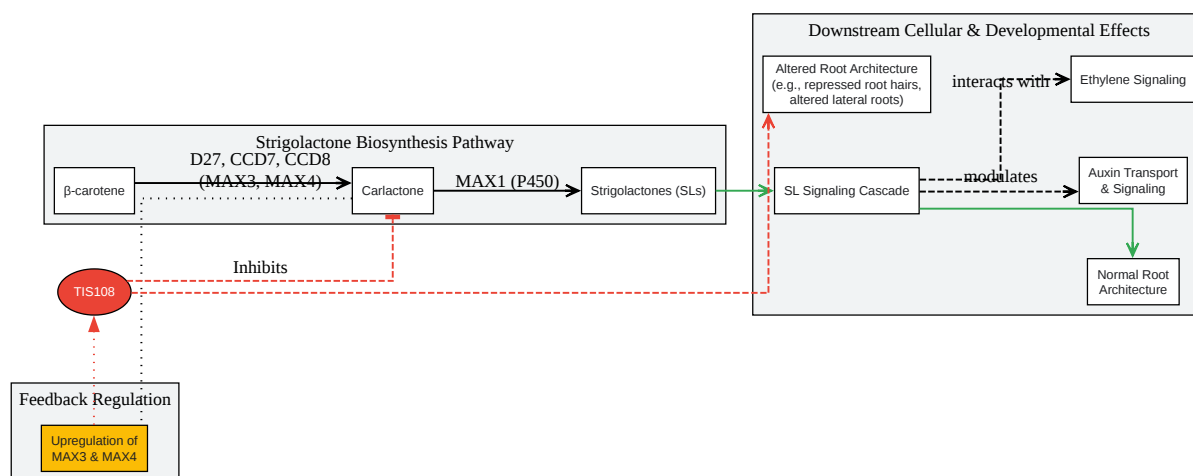 Downstream Cellular & Developmental Effects
Altered Root Architecture
(e.g., repressed root hairs,
altered lateral roots)
interacts with
Ethylene Signaling
Strigolactone Biosynthesis Pathway
β-carotene
D27, CCD7, CCD8
(MAX3, MAX4)
Carlactone
MAX1 (P450)
Strigolactones (SLs)
SL Signaling Cascade
modulates
Auxin Transport
& Signaling
Normal Root
Architecture
Inhibits
TIS108
Feedback Regulation
Upregulation of
MAX3 & MAX4